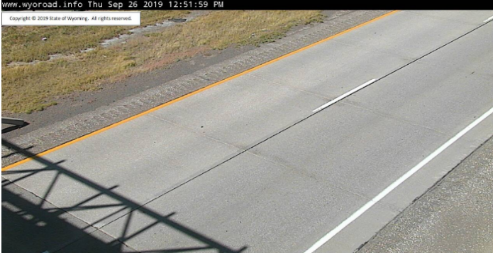 www.wyoroad.info Thu Sep 26 2019 12:51:59 PM
Copyright © 2019 State of Wyoming. All rights reserved.